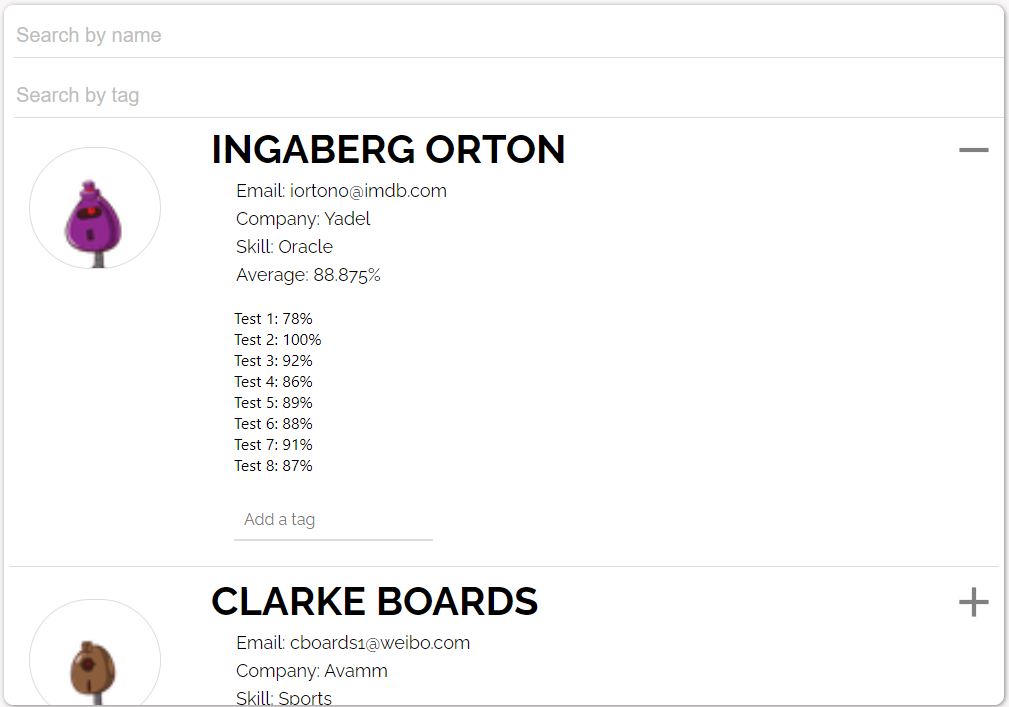 Search by name
Search by tag
INGABERG ORTON
Email: iorton0@imdb.com
Company: Yadel
Skill: Oracle
Average: 88.875%
Test 1: 78%
Test 2: 100%
Test 3: 92%
Test 4: 86%
Test 5: 89%
Test 6: 88%
Test 7: 91%
Test 8: 87%
Add a tag
CLARKE BOARDS
Email: cboards1@weibo.com
Company: Avamm
Skill: Sports